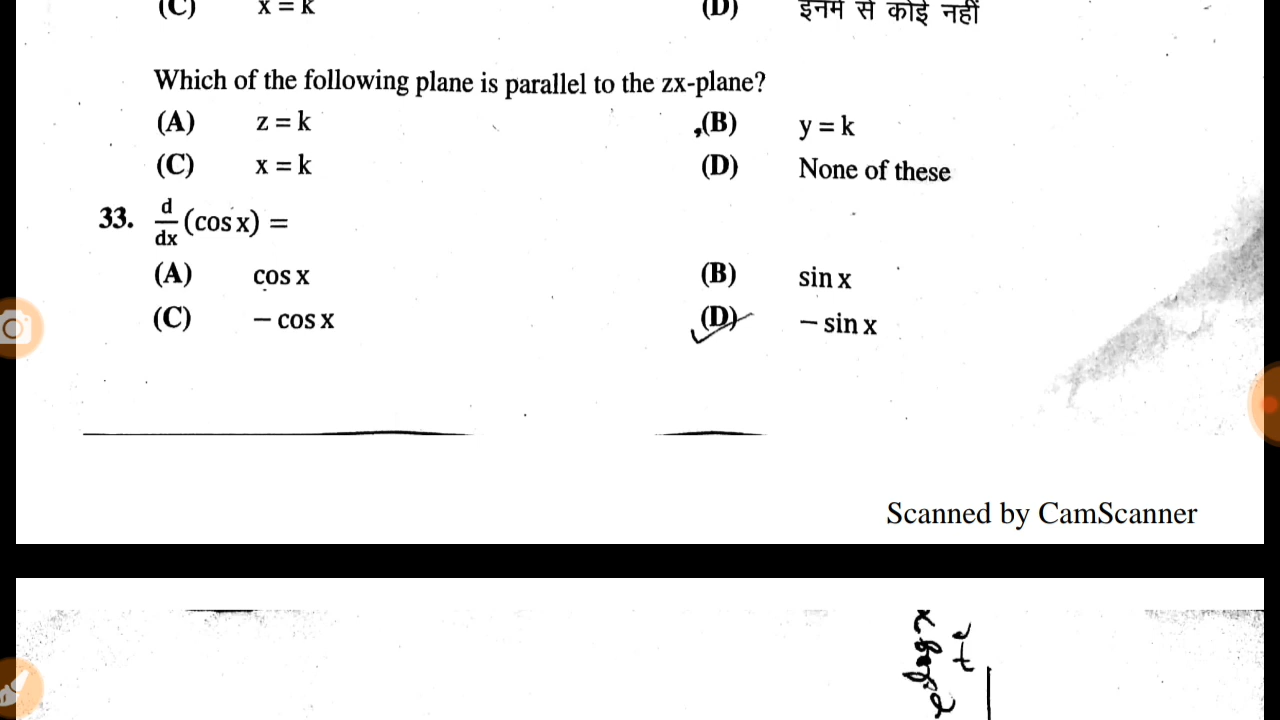 (C) x = k (D) इनमें से कोई नहीं
Which of the following plane is parallel to the zx-plane?
(A) z = k (B) y = k
(C) x = k (D) None of these
33. d/dx (cos x) =
(A) cos x (B) sin x
(C) – cos x (D) – sin x
Scanned by CamScanner